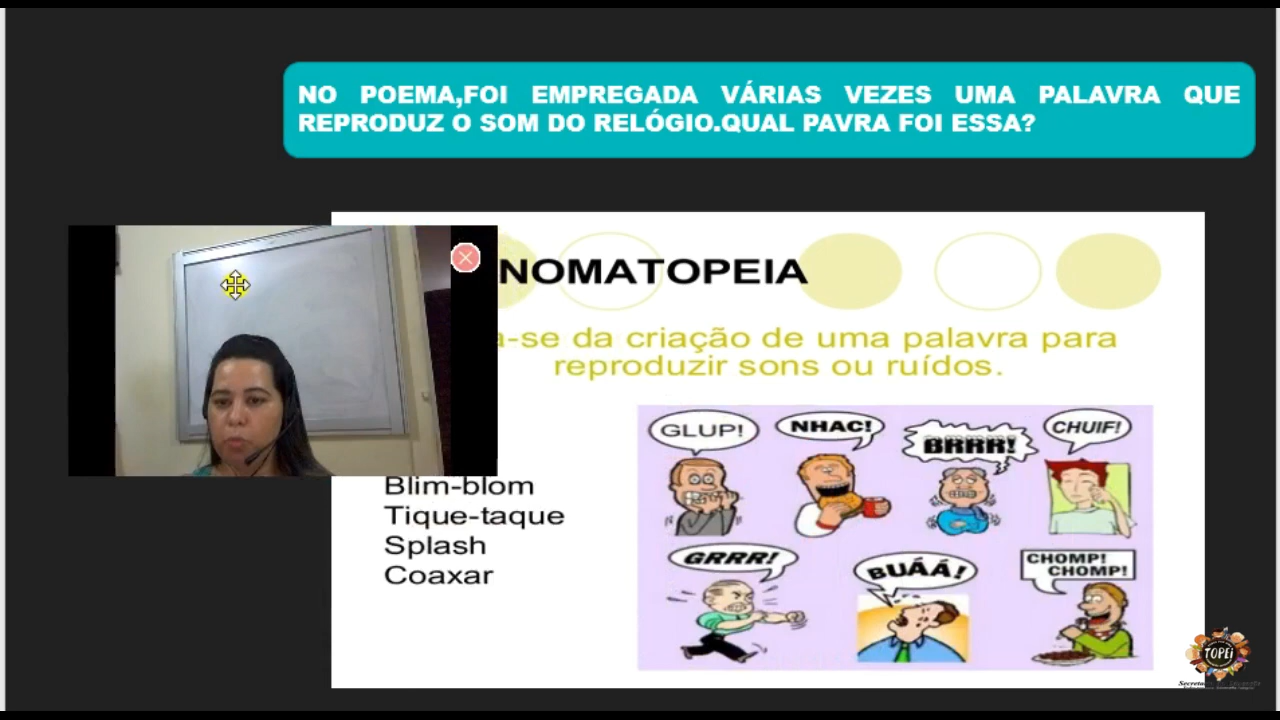 NO POEMA,FOI EMPREGADA VÁRIAS VEZES UMA PALAVRA QUE
REPRODUZ O SOM DO RELÓGIO.QUAL PAVRA FOI ESSA?
NOMATOPEIA
a-se da criação de uma palavra para
reproduzir sons ou ruídos.
GLUP!
NHAC!
BRRR!
CHUIF!
Blim-blom
Tique-taque
Splash
Coaxar
GRRR!
BUÁÁ!
CHOMP!
CHOMP!
TOPEi